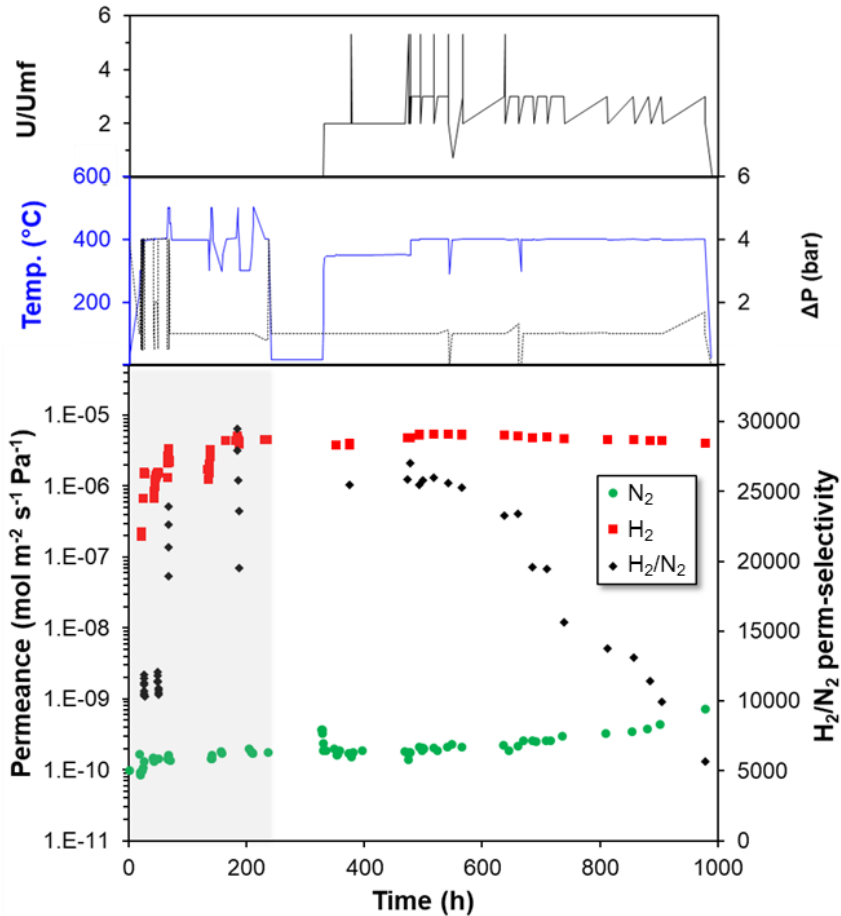 6
4
2
U/Umf
600
400
200
Temp. (°C)
6
4
2
ΔP (bar)
1.E-05
1.E-06
1.E-07
1.E-08
1.E-09
1.E-10
1.E-11
Permeance (mol m⁻² s⁻¹ Pa⁻¹)
30000
25000
20000
15000
10000
5000
0
H₂/N₂ perm-selectivity
N₂
H₂
H₂/N₂
0 200 400 600 800 1000
Time (h)